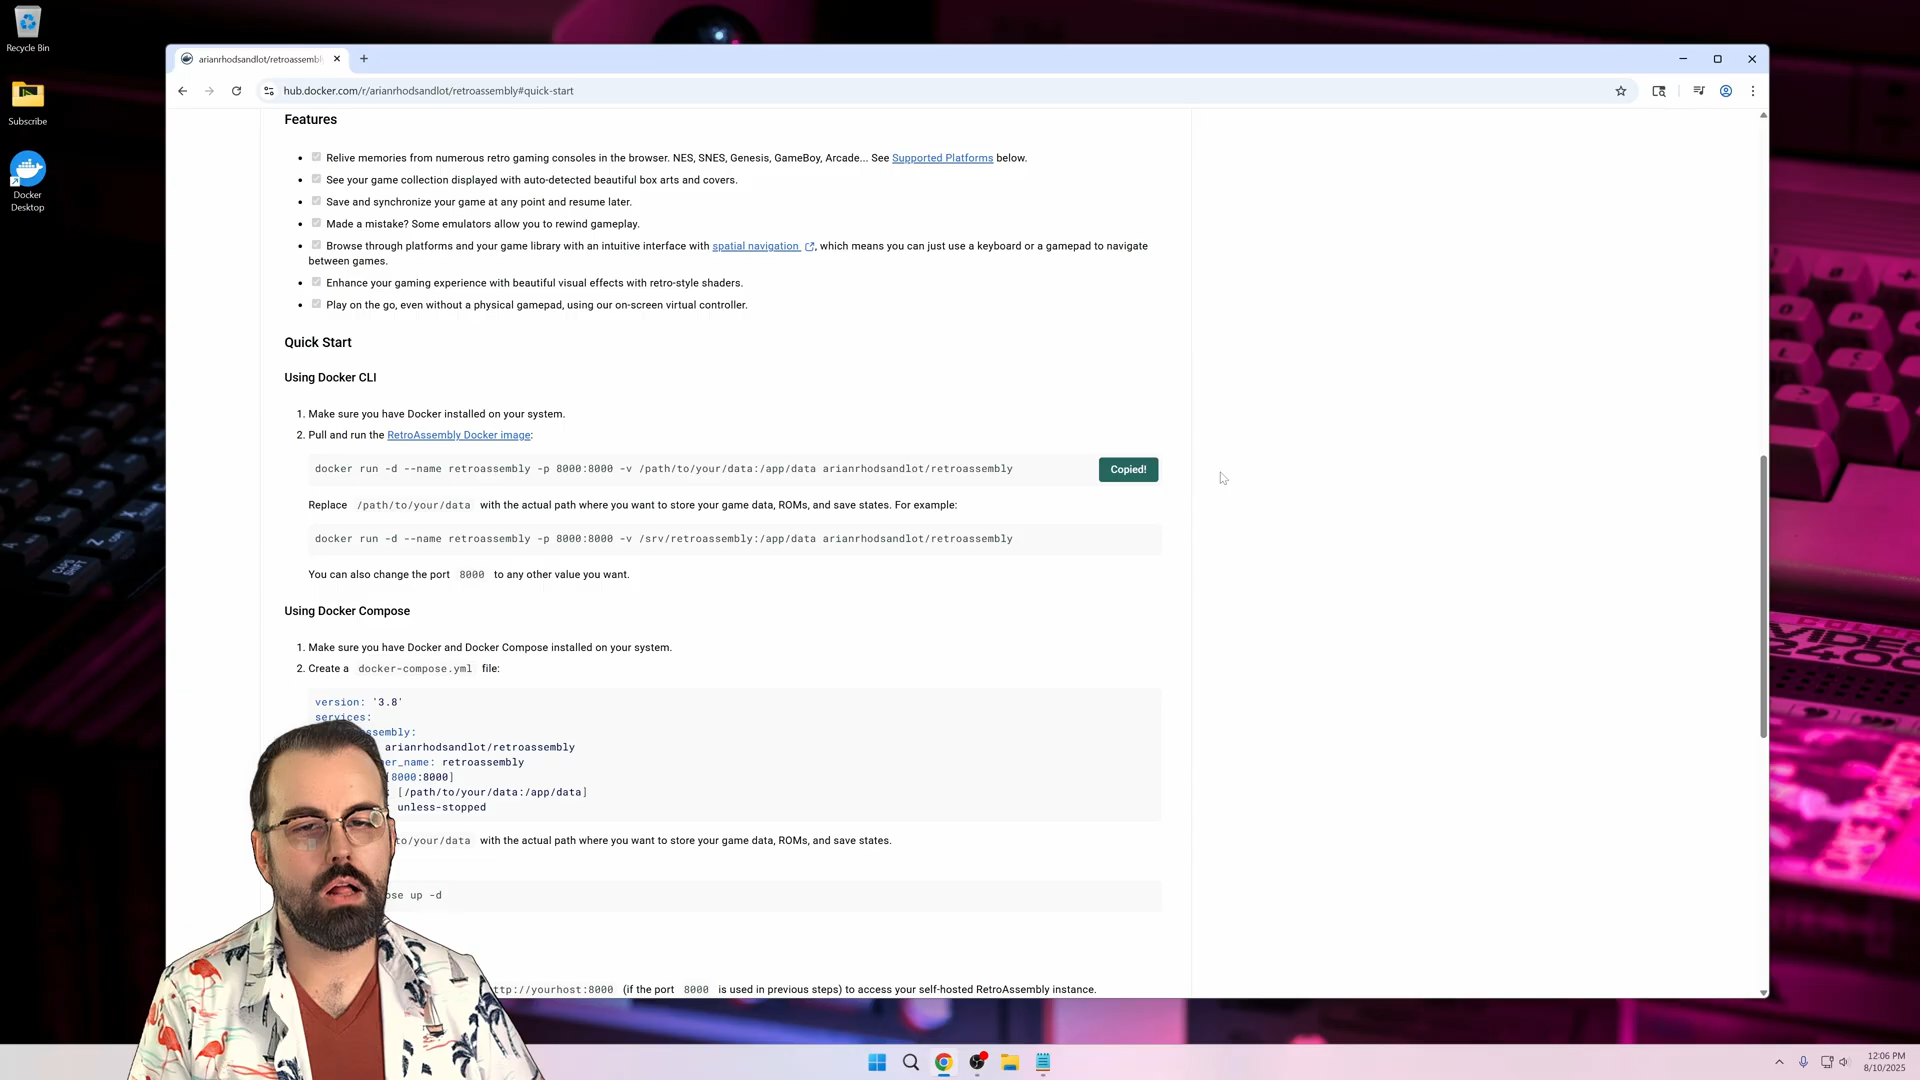 Recycle Bin
Subscribe
Docker
Desktop
arianrhodsandlot/retroassembl
hub.docker.com/r/arianrhodsandlot/retroassembly#quick-start
Features
Relive memories from numerous retro gaming consoles in the browser. NES, SNES, Genesis, GameBoy, Arcade... See Supported Platforms below.
See your game collection displayed with auto-detected beautiful box arts and covers.
Save and synchronize your game at any point and resume later.
Made a mistake? Some emulators allow you to rewind gameplay.
Browse through platforms and your game library with an intuitive interface with spatial navigation , which means you can just use a keyboard or a gamepad to navigate
between games.
Enhance your gaming experience with beautiful visual effects with retro-style shaders.
Play on the go, even without a physical gamepad, using our on-screen virtual controller.
Quick Start
Using Docker CLI
1. Make sure you have Docker installed on your system.
2. Pull and run the RetroAssembly Docker image:
docker run -d --name retroassembly -p 8000:8000 -v /path/to/your/data:/app/data arianrhodsandlot/retroassembly
Copied!
Replace /path/to/your/data with the actual path where you want to store your game data, ROMs, and save states. For example:
docker run -d --name retroassembly -p 8000:8000 -v /srv/retroassembly:/app/data arianrhodsandlot/retroassembly
You can also change the port 8000 to any other value you want.
Using Docker Compose
1. Make sure you have Docker and Docker Compose installed on your system.
2. Create a docker-compose.yml file:
version: '3.8'
services:
ssembly:
arianrhodsandlot/retroassembly
er_name: retroassembly
[8000:8000]
[/path/to/your/data:/app/data]
unless-stopped
to/your/data with the actual path where you want to store your game data, ROMs, and save states.
ose up -d
ttp://yourhost:8000 (if the port 8000 is used in previous steps) to access your self-hosted RetroAssembly instance.
CAPS
SHIFT
VIDEO
2400
12:06 PM
8/10/2025